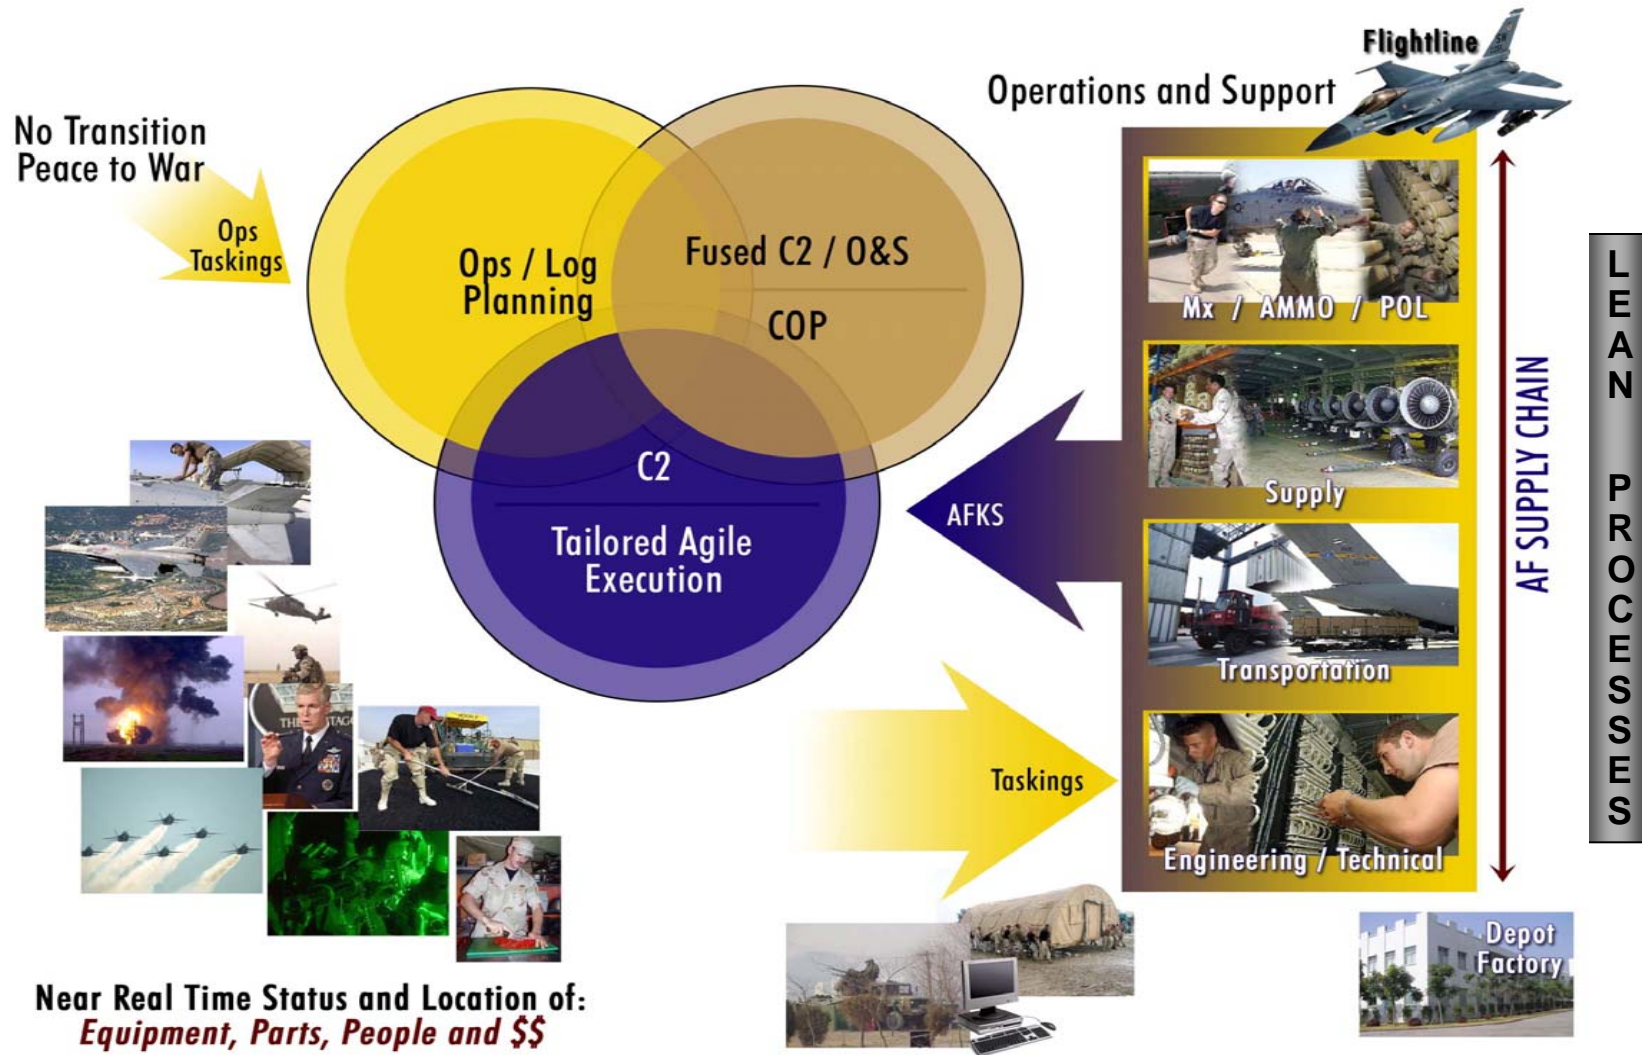 Flightline
Operations and Support
No Transition
Peace to War
Ops
Taskings
Ops / Log
Planning
Fused C2 / O&S
COP
C2
Tailored Agile
Execution
AFKS
Taskings
Mx / AMMO / POL
Supply
Transportation
Engineering / Technical
AF SUPPLY CHAIN
LEAN PROCESSES
Depot
Factory
Near Real Time Status and Location of:
Equipment, Parts, People and $$